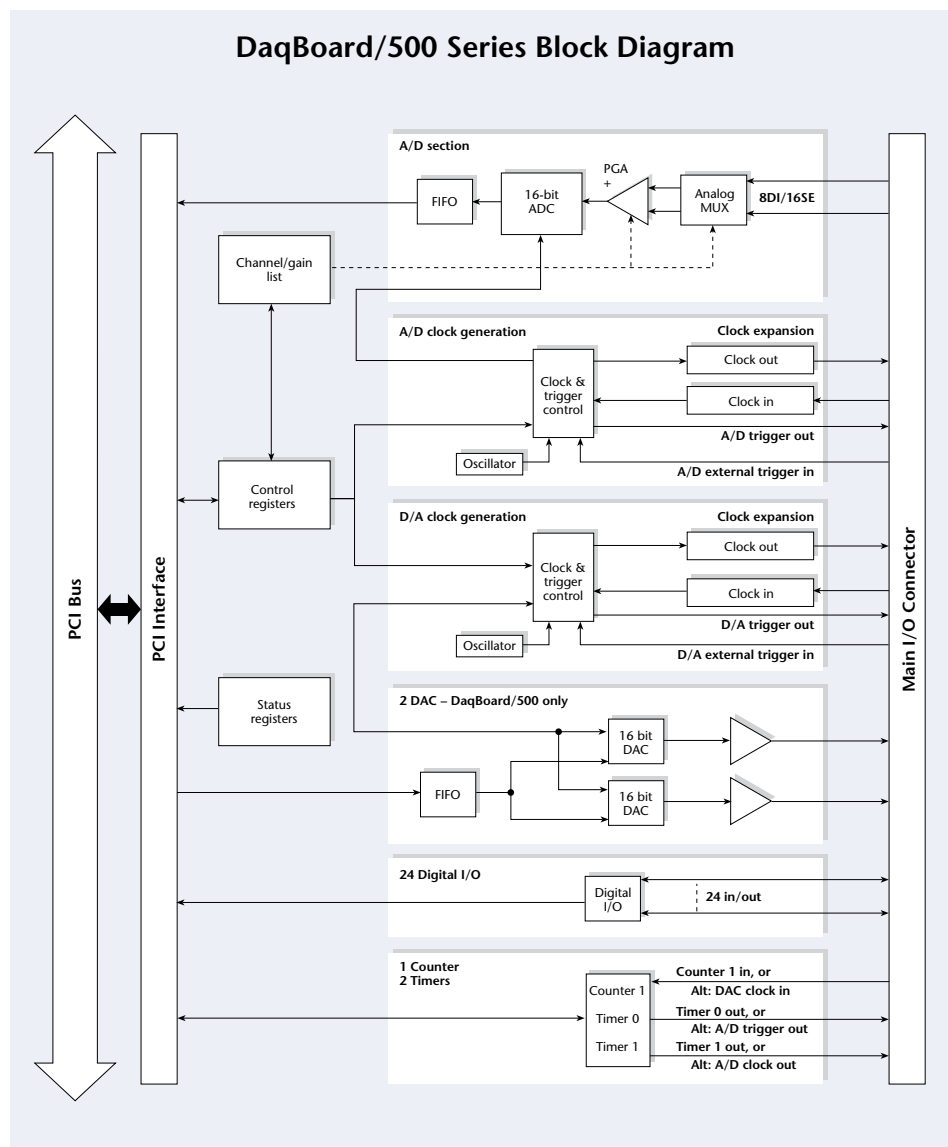 DaqBoard/500 Series Block Diagram
PCI Bus
PCI Interface
Main I/O Connector
A/D section
FIFO
16-bit
ADC
PGA
+
Analog
MUX
8DI/16SE
Channel/gain
list
A/D clock generation
Clock expansion
Clock &
trigger
control
Clock out
Clock in
A/D trigger out
Oscillator
A/D external trigger in
Control
registers
D/A clock generation
Clock expansion
Clock &
trigger
control
Clock out
Clock in
D/A trigger out
Oscillator
D/A external trigger in
Status
registers
2 DAC – DaqBoard/500 only
16 bit
DAC
FIFO
16 bit
DAC
24 Digital I/O
Digital
I/O
24 in/out
1 Counter
2 Timers
Counter 1
Timer 0
Timer 1
Counter 1 in, or
Alt: DAC clock in
Timer 0 out, or
Alt: A/D trigger out
Timer 1 out, or
Alt: A/D clock out